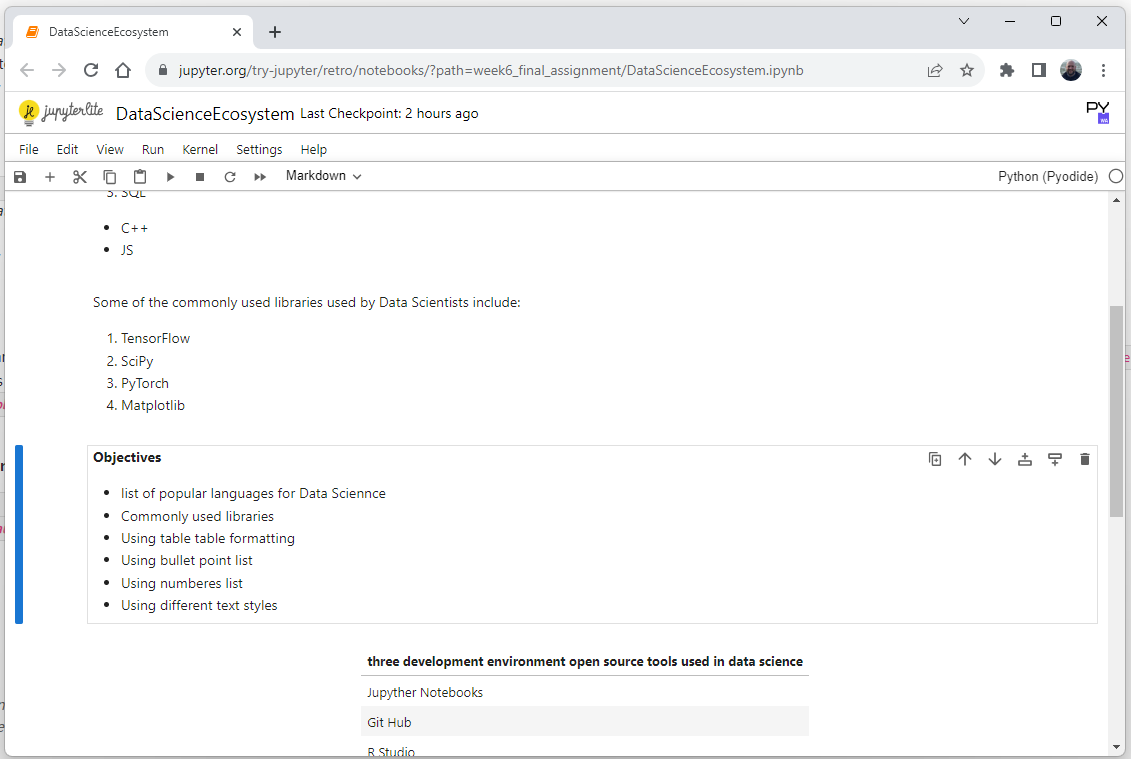 DataScienceEcosystem
jupyter.org/try-jupyter/retro/notebooks/?path=week6_final_assignment/DataScienceEcosystem.ipynb
jupyterlite DataScienceEcosystem Last Checkpoint: 2 hours ago
PY
File Edit View Run Kernel Settings Help
Markdown Python (Pyodide)
3. SQL
• C++
• JS
Some of the commonly used libraries used by Data Scientists include:
1. TensorFlow
2. SciPy
3. PyTorch
4. Matplotlib
Objectives
• list of popular languages for Data Sciennce
• Commonly used libraries
• Using table table formatting
• Using bullet point list
• Using numberes list
• Using different text styles
three development environment open source tools used in data science
Jupyther Notebooks
Git Hub
R Studio